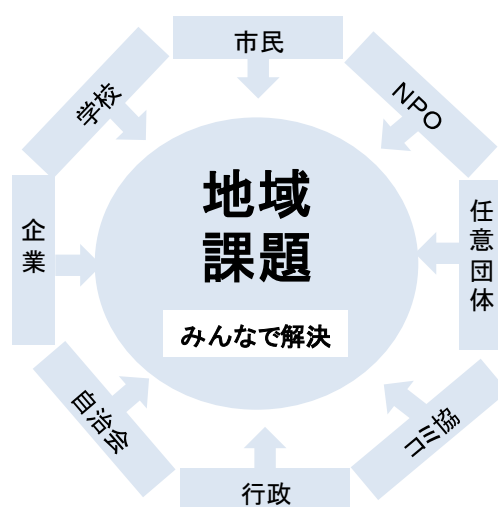 市民
NPO
任意団体
コミ協
行政
自治会
企業
学校
地域
課題
みんなで解決